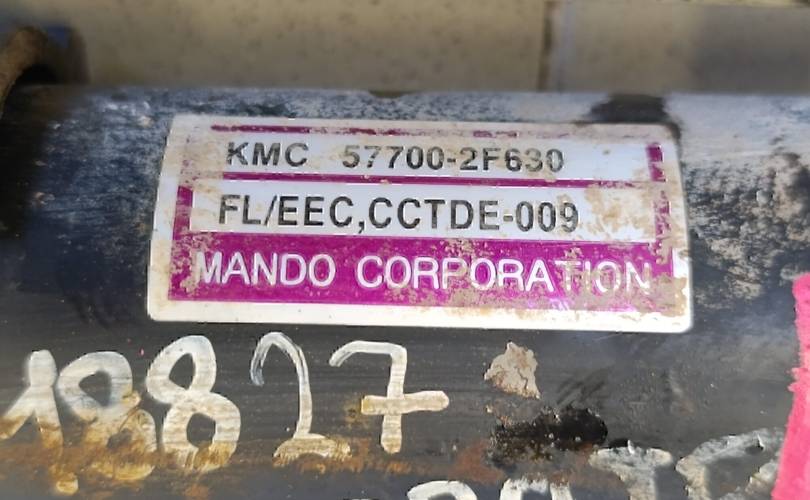 KMC 57700-2F630
FL/EEC,CCTDE-009
MANDO CORPORATION
18827